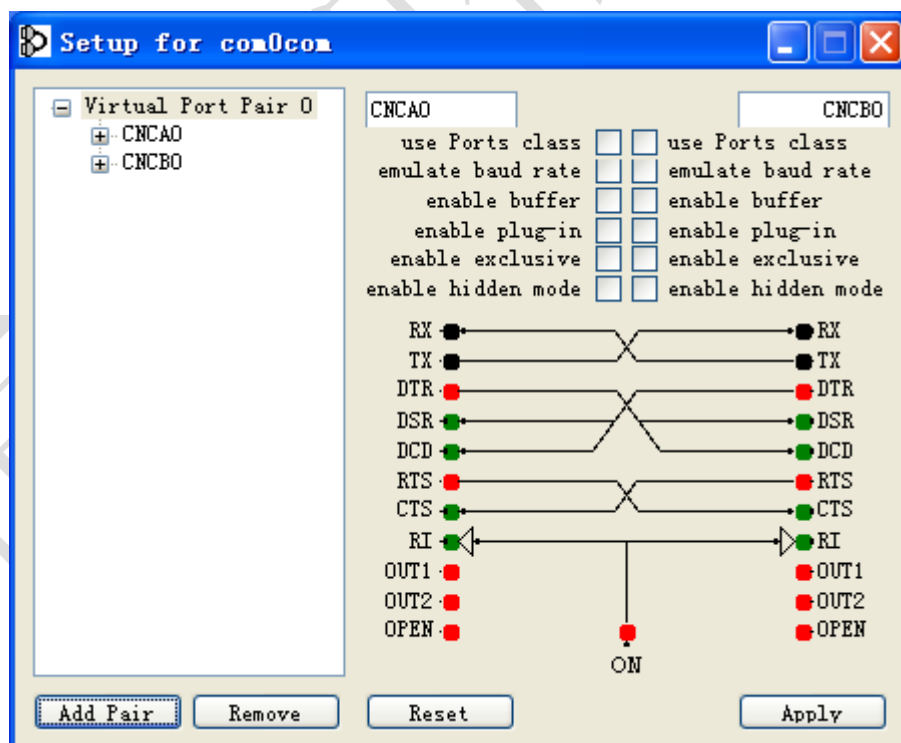 Setup for com0com
Virtual Port Pair 0
CNCA0
CNCB0
CNCA0 CNCB0
use Ports class use Ports class
emulate baud rate emulate baud rate
enable buffer enable buffer
enable plug-in enable plug-in
enable exclusive enable exclusive
enable hidden mode enable hidden mode
RX RX
TX TX
DTR DTR
DSR DSR
DCD DCD
RTS RTS
CTS CTS
RI RI
OUT1 OUT1
OUT2 OUT2
OPEN OPEN
ON
Add Pair Remove Reset Apply